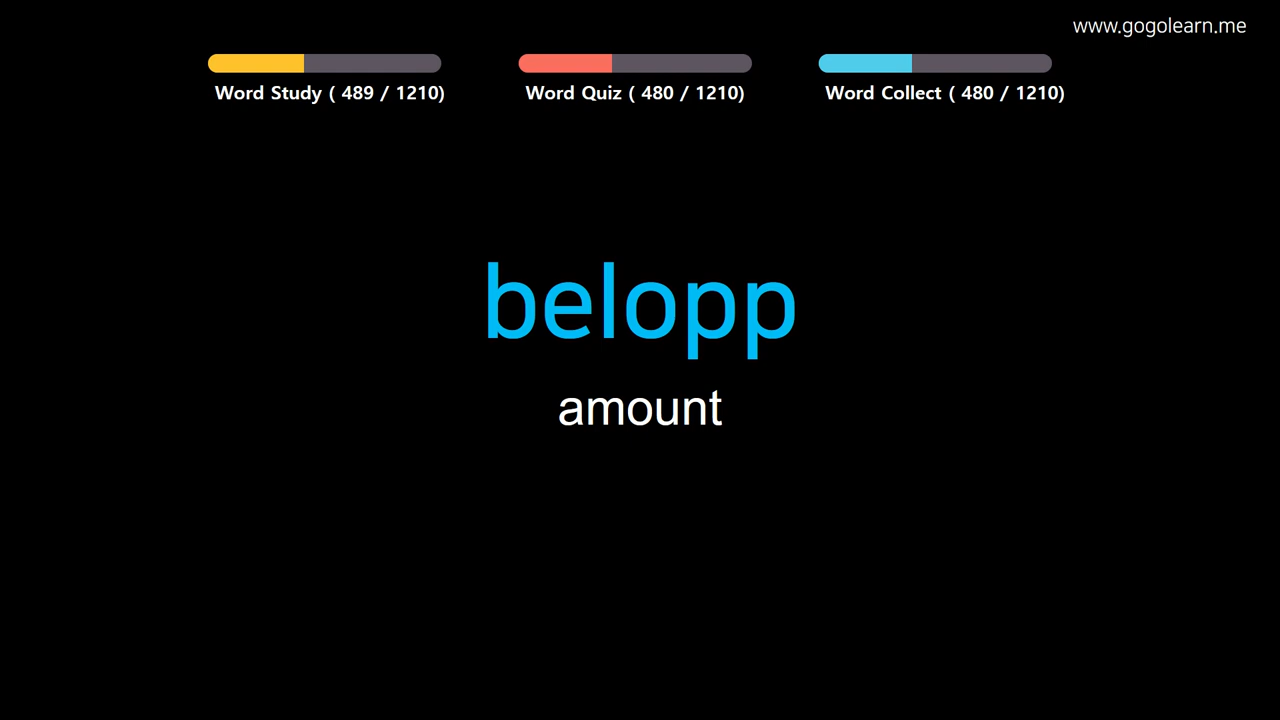 www.gogolearn.me
Word Study ( 489 / 1210)
Word Quiz ( 480 / 1210)
Word Collect ( 480 / 1210)
belopp
amount